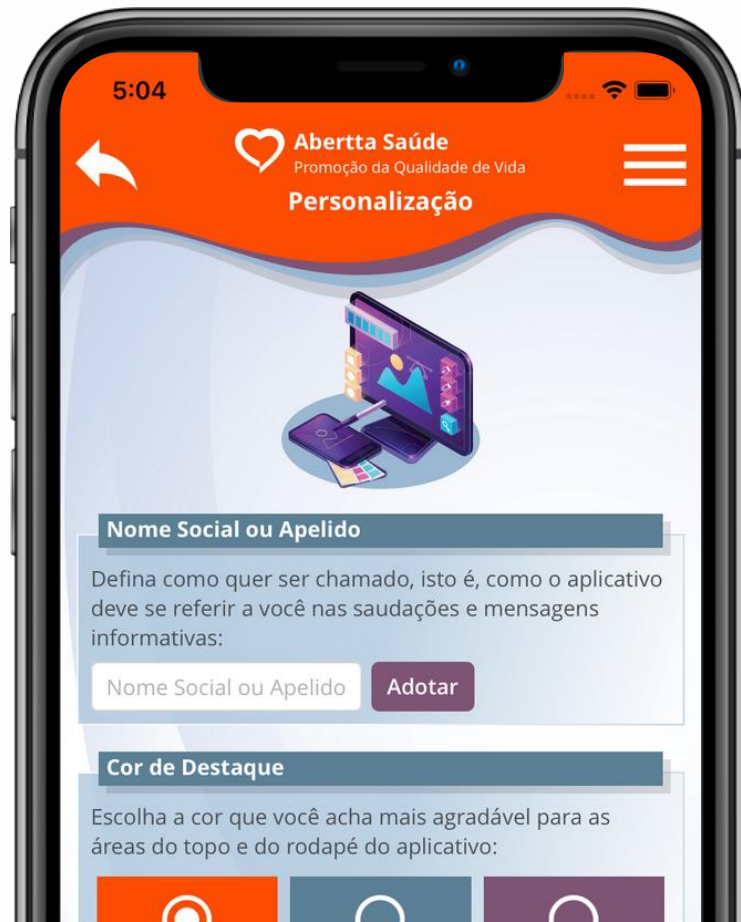 5:04
Abertta Saúde
Promoção da Qualidade de Vida
Personalização
Nome Social ou Apelido
Defina como quer ser chamado, isto é, como o aplicativo
deve se referir a você nas saudações e mensagens
informativas:
Nome Social ou Apelido
Adotar
Cor de Destaque
Escolha a cor que você acha mais agradável para as
áreas do topo e do rodapé do aplicativo: